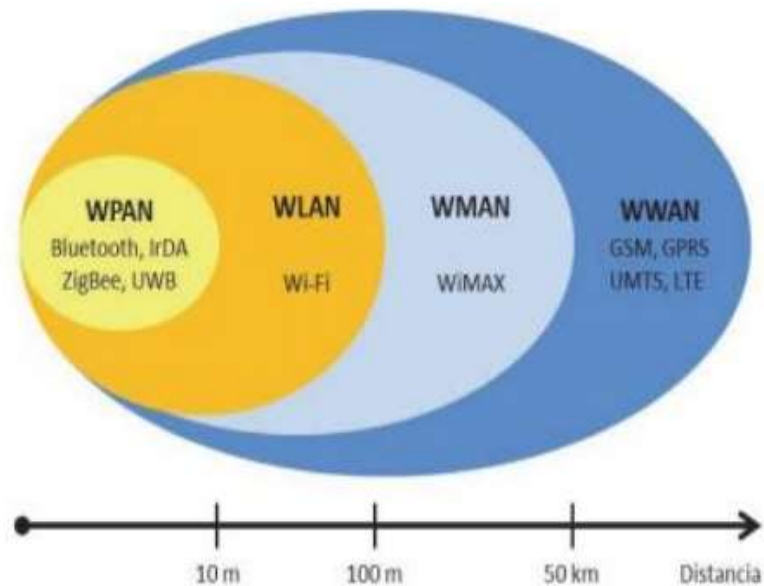 WPAN
Bluetooth, IrDA
ZigBee, UWB
WLAN
Wi-Fi
WMAN
WiMAX
WWAN
GSM, GPRS
UMTS, LTE
10 m
100 m
50 km
Distancia